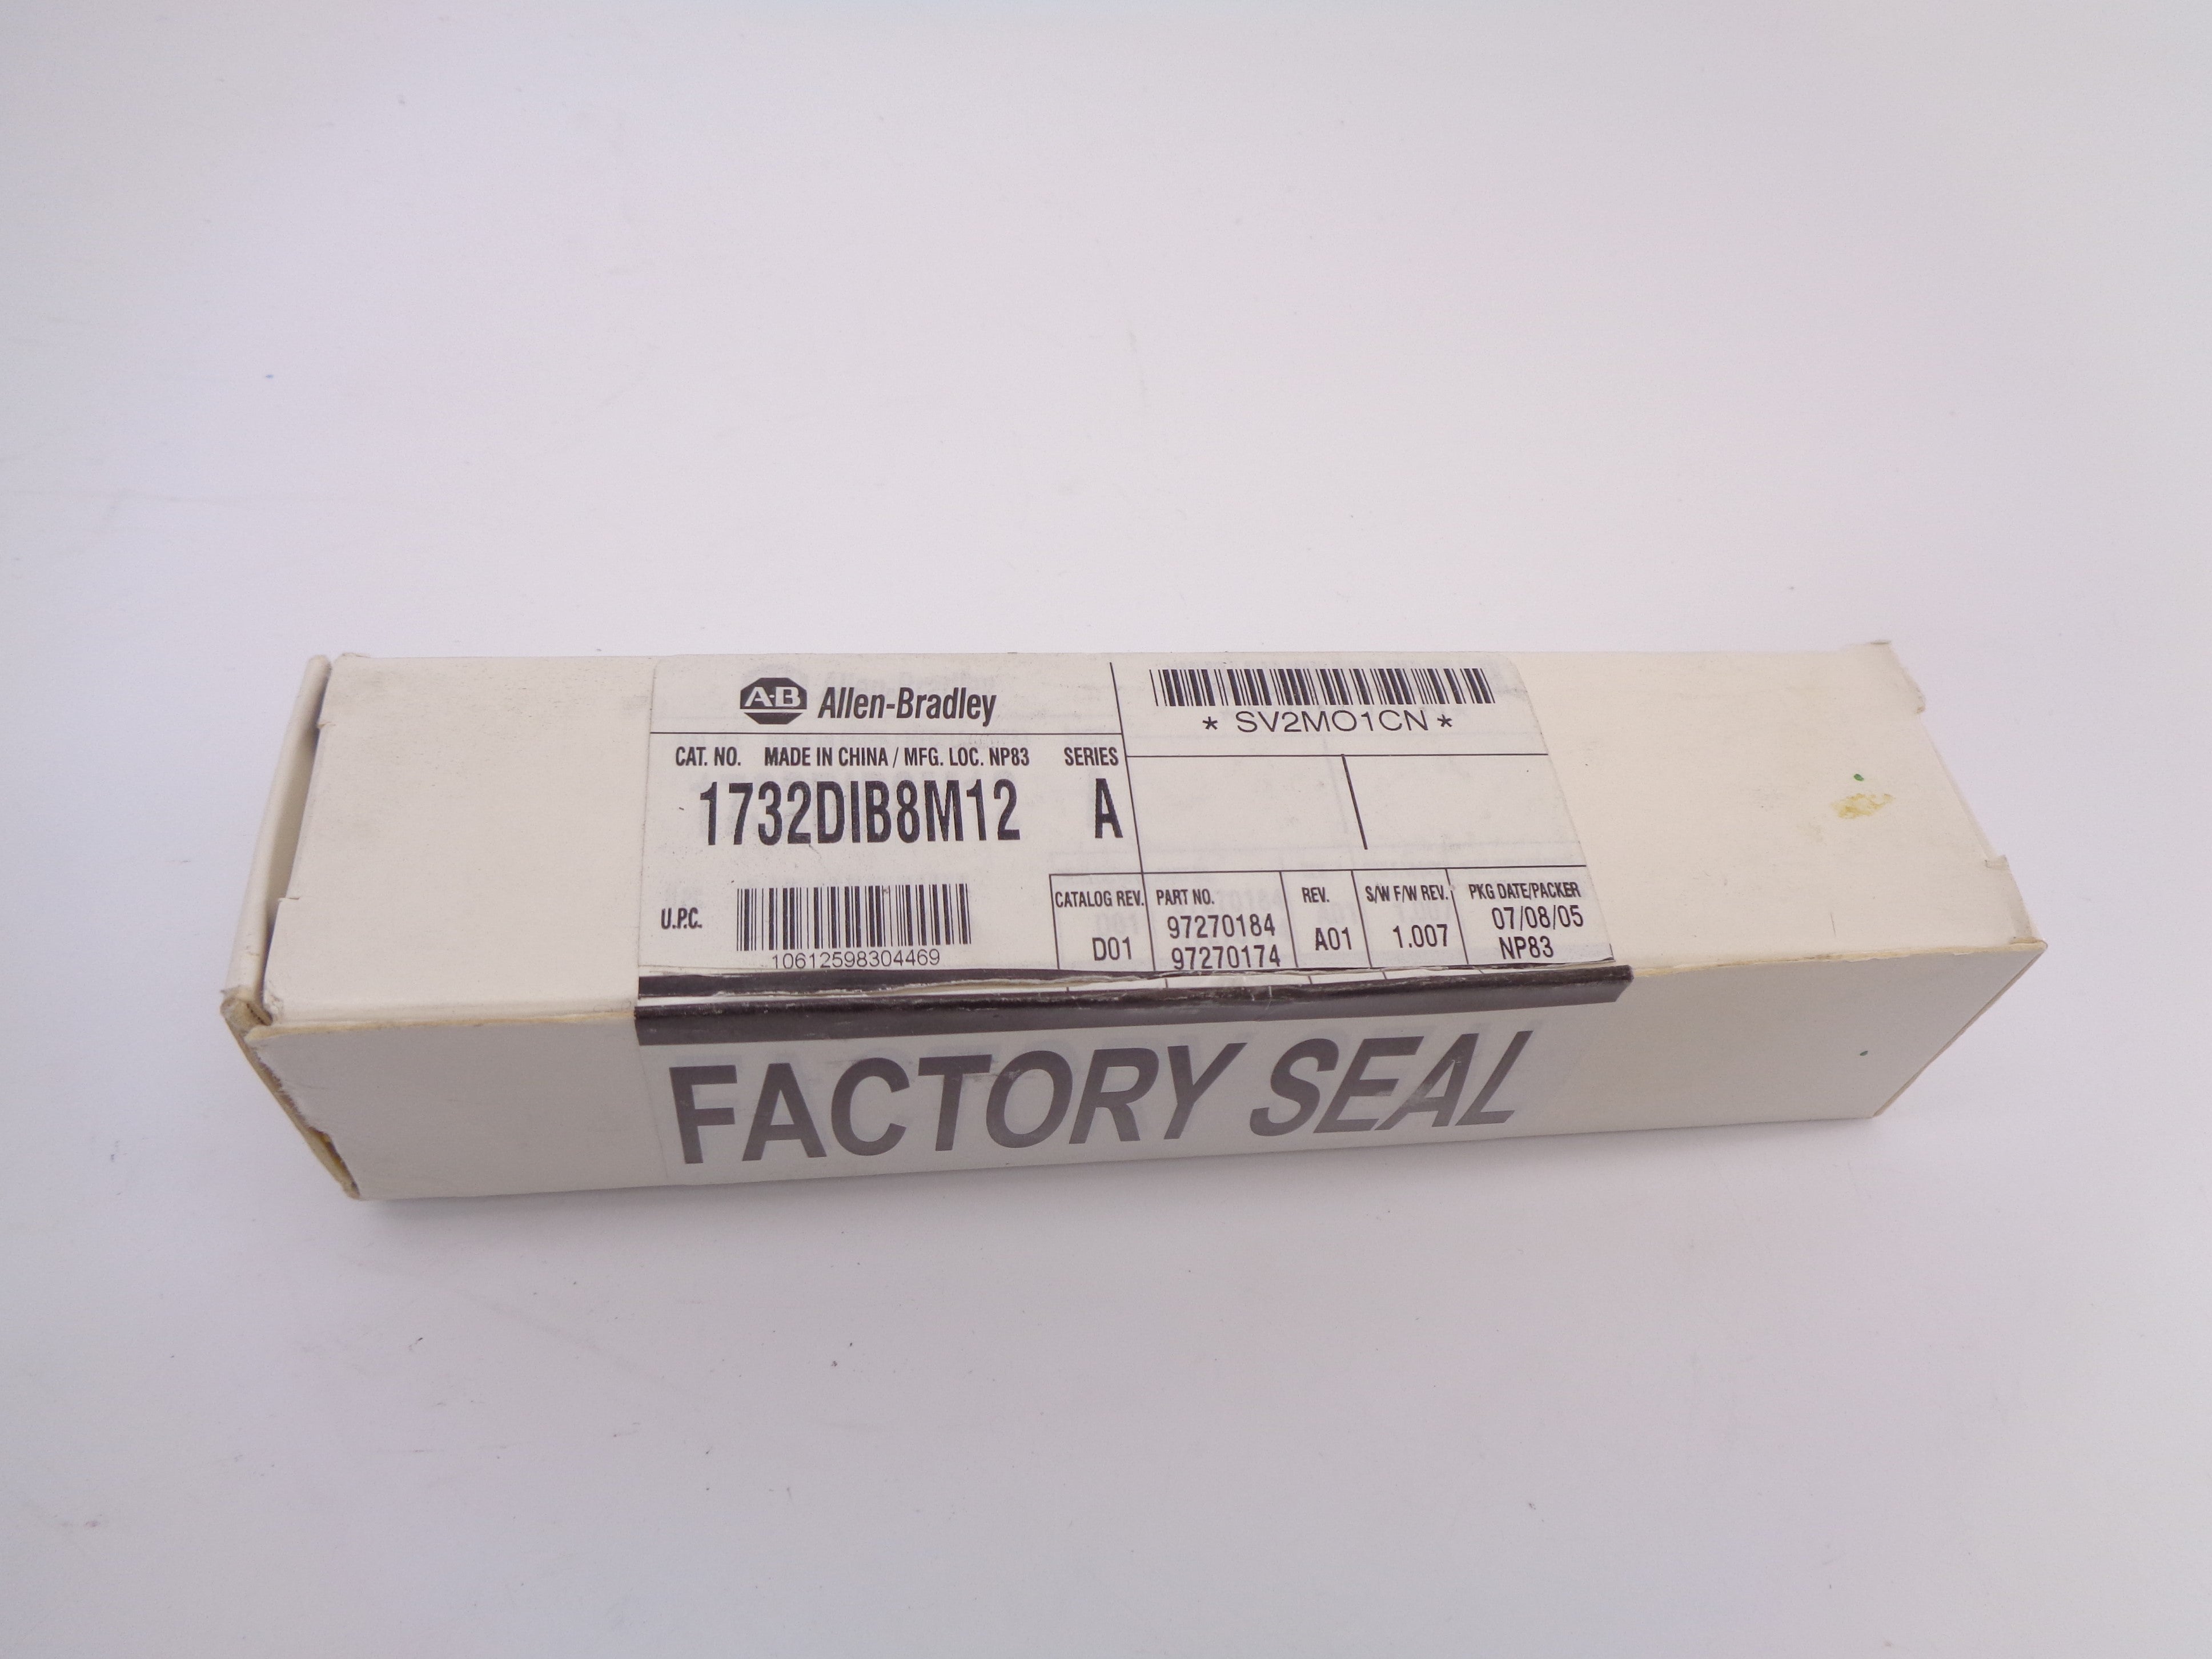 A-B Allen-Bradley
* SV2MO1CN *
CAT. NO. MADE IN CHINA / MFG. LOC. NP83 SERIES
1732DIB8M12 A
U.P.C.
10612598304469
CATALOG REV. PART NO. REV. S/W F/W REV. PKG DATE/PACKER
D01 97270184 A01 1.007 07/08/05
97270174 NP83
FACTORY SEAL